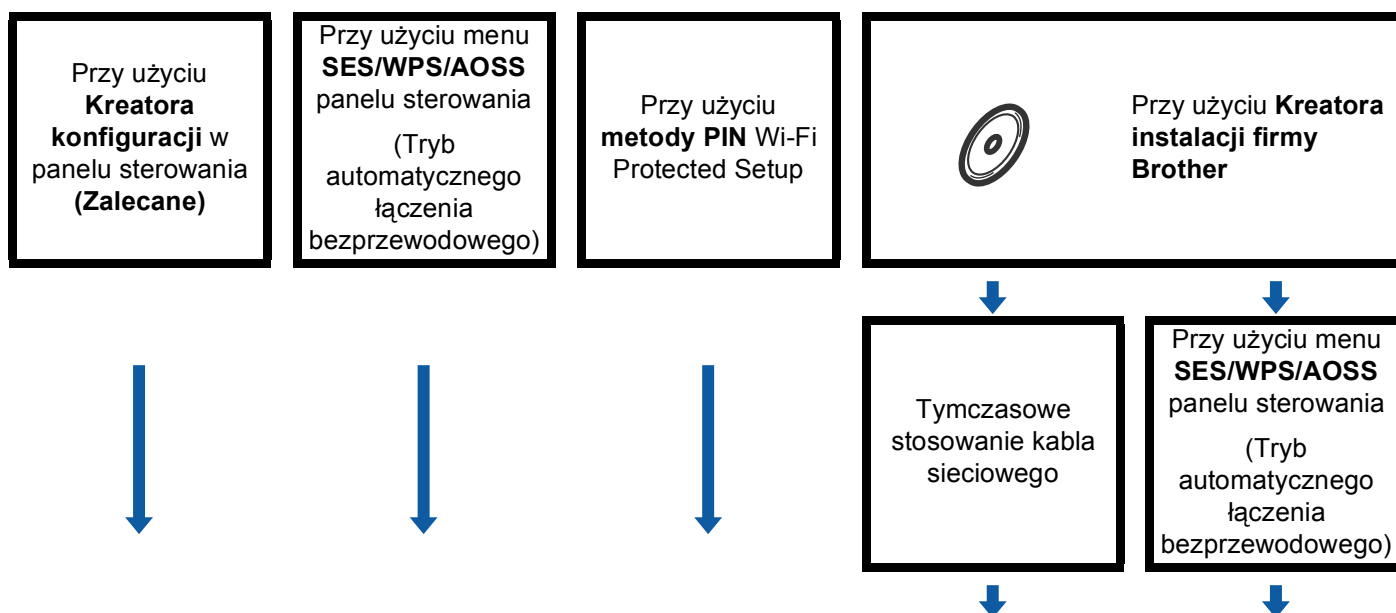 Przy użyciu
Kreatora
konfiguracji w
panelu sterowania
(Zalecane)
Przy użyciu menu
SES/WPS/AOSS
panelu sterowania
(Tryb
automatycznego
łączenia
bezprzewodowego)
Przy użyciu
metody PIN Wi-Fi
Protected Setup
Przy użyciu Kreatora
instalacji firmy
Brother
Tymczasowe
stosowanie kabla
sieciowego
Przy użyciu menu
SES/WPS/AOSS
panelu sterowania
(Tryb
automatycznego
łączenia
bezprzewodowego)